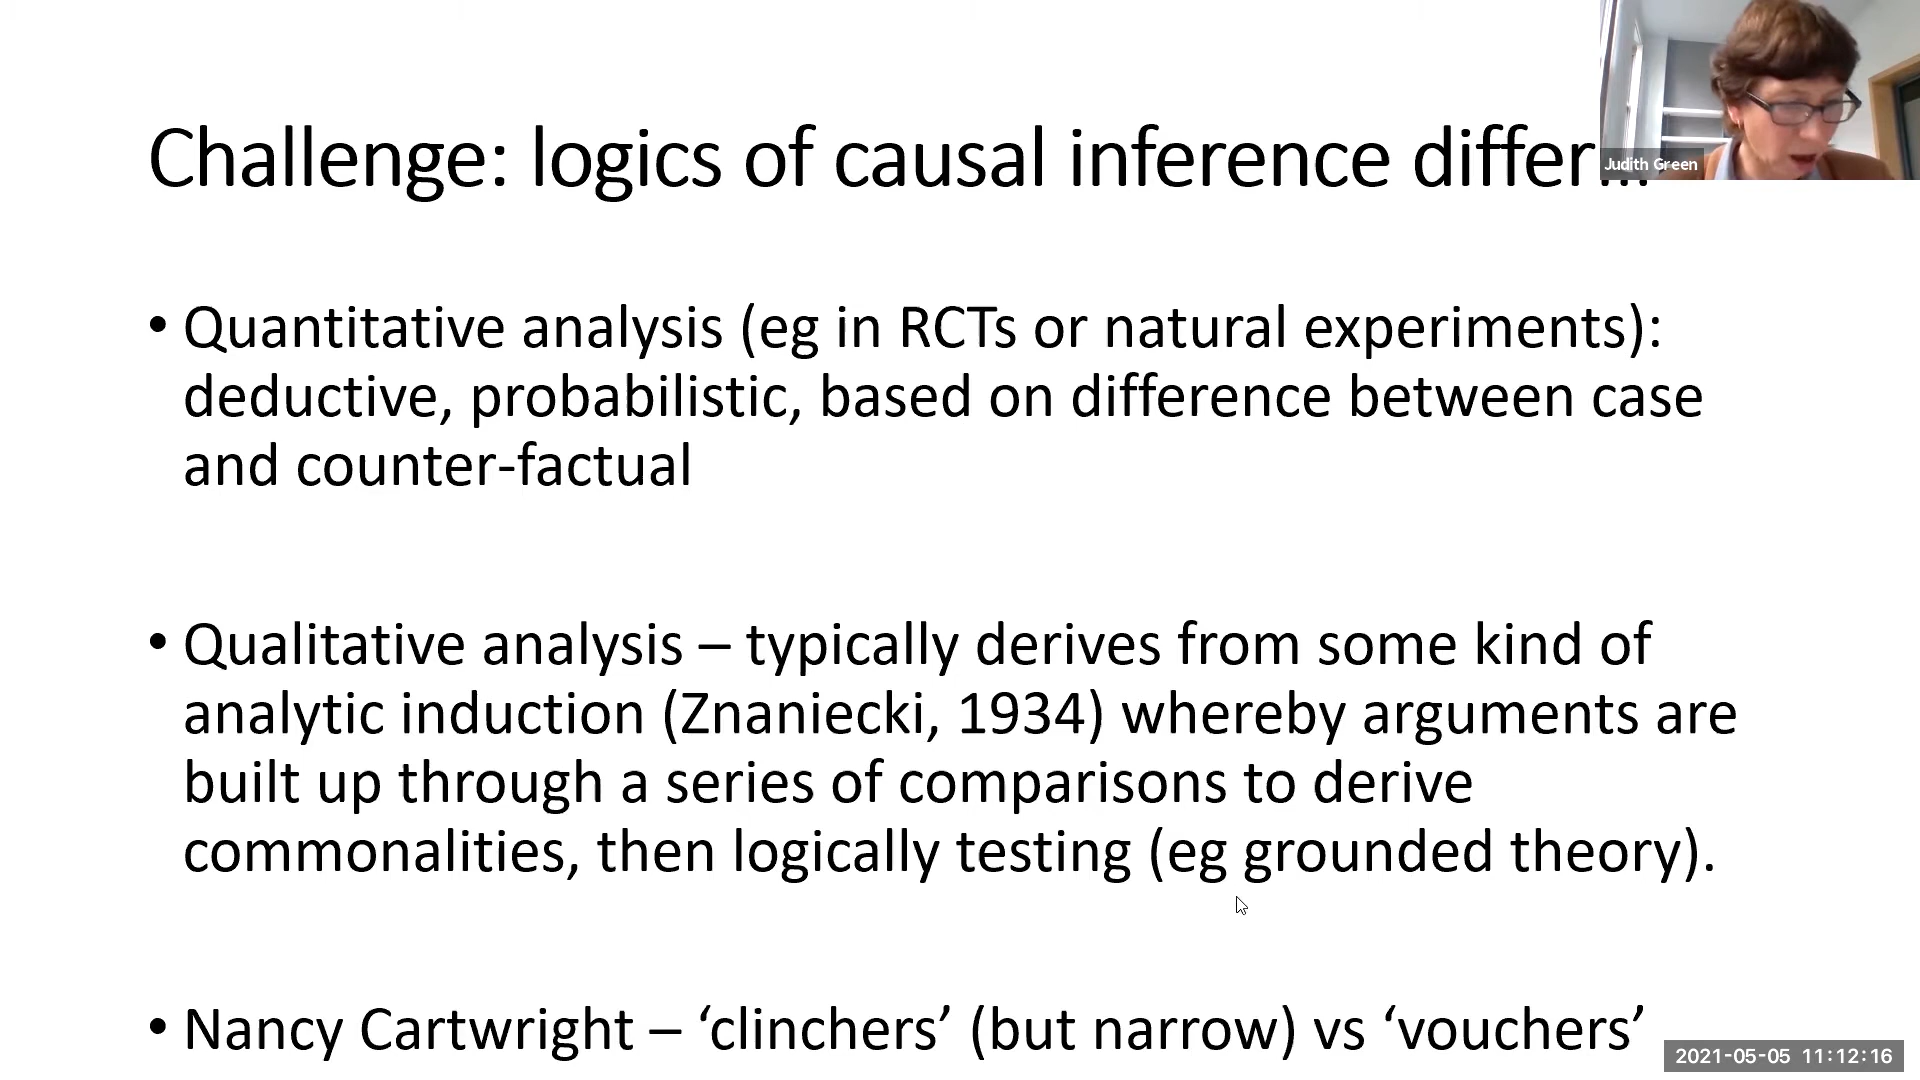 Challenge: logics of causal inference differ...
Judith Green
• Quantitative analysis (eg in RCTs or natural experiments):
deductive, probabilistic, based on difference between case
and counter-factual
• Qualitative analysis – typically derives from some kind of
analytic induction (Znaniecki, 1934) whereby arguments are
built up through a series of comparisons to derive
commonalities, then logically testing (eg grounded theory).
• Nancy Cartwright – ‘clinchers’ (but narrow) vs ‘vouchers’
2021-05-05 11:12:16